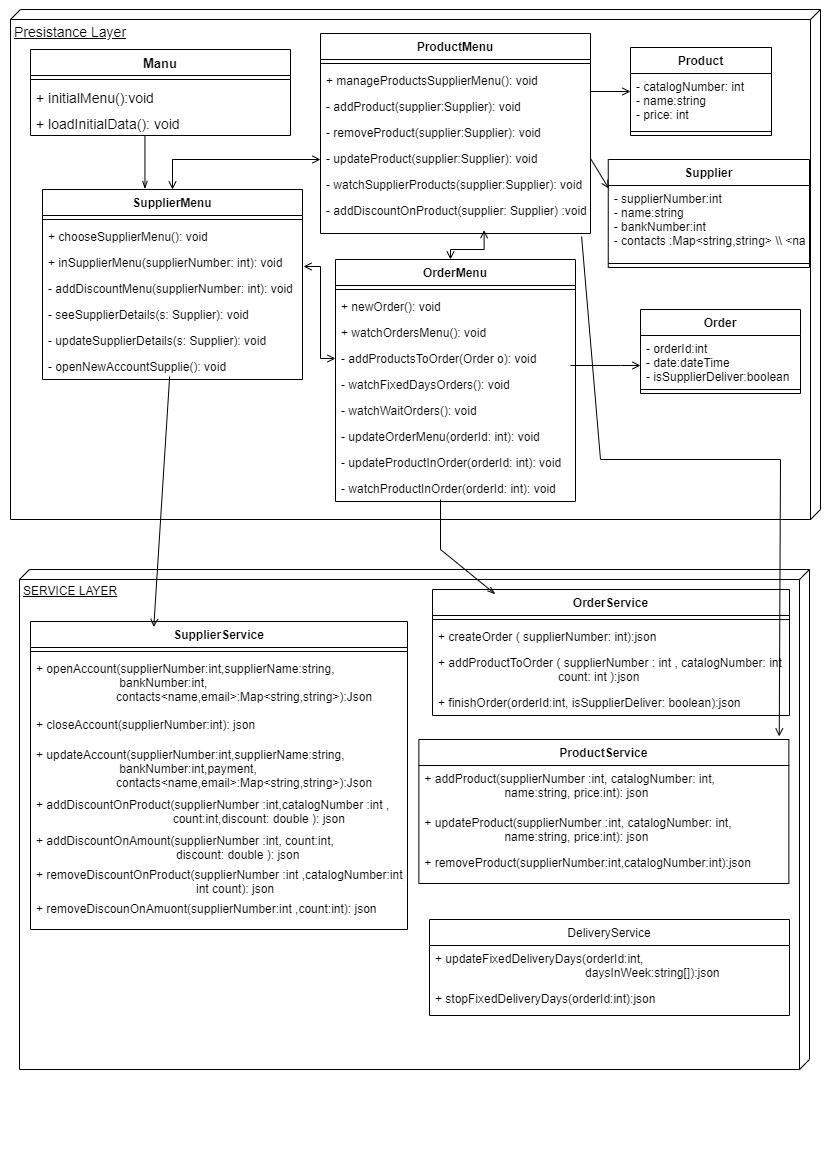 Presistance Layer
Manu
+ initialMenu():void
+ loadInitialData(): void
ProductMenu
+ manageProductsSupplierMenu(): void
- addProduct(supplier:Supplier): void
- removeProduct(supplier:Supplier): void
- updateProduct(supplier:Supplier): void
- watchSupplierProducts(supplier:Supplier): void
- addDiscountOnProduct(supplier: Supplier) :void
Product
- catalogNumber: int
- name:string
- price: int
Supplier
- supplierNumber:int
- name:string
- bankNumber:int
- contacts :Map<string,string> \\ <na
SupplierMenu
+ chooseSupplierMenu(): void
+ inSupplierMenu(supplierNumber: int): void
- addDiscountMenu(supplierNumber: int): void
- seeSupplierDetails(s: Supplier): void
- updateSupplierDetails(s: Supplier): void
- openNewAccountSupplie(): void
OrderMenu
+ newOrder(): void
+ watchOrdersMenu(): void
- addProductsToOrder(Order o): void
- watchFixedDaysOrders(): void
- watchWaitOrders(): void
- updateOrderMenu(orderId: int): void
- updateProductInOrder(orderId: int): void
- watchProductInOrder(orderId: int): void
Order
- orderId:int
- date:dateTime
- isSupplierDeliver:boolean
SERVICE LAYER
SupplierService
+ openAccount(supplierNumber:int,supplierName:string,
bankNumber:int,
contacts<name,email>:Map<string,string>):Json
+ closeAccount(supplierNumber:int): json
+ updateAccount(supplierNumber:int,supplierName:string,
bankNumber:int,payment,
contacts<name,email>:Map<string,string>):Json
+ addDiscountOnProduct(supplierNumber :int,catalogNumber :int ,
count:int,discount: double ): json
+ addDiscountOnAmount(supplierNumber :int, count:int,
discount: double ): json
+ removeDiscountOnProduct(supplierNumber :int ,catalogNumber:int
int count): json
+ removeDiscounOnAmuont(supplierNumber:int ,count:int): json
OrderService
+ createOrder ( supplierNumber: int):json
+ addProductToOrder ( supplierNumber : int , catalogNumber: int
count: int ):json
+ finishOrder(orderId:int, isSupplierDeliver: boolean):json
ProductService
+ addProduct(supplierNumber :int, catalogNumber: int,
name:string, price:int): json
+ updateProduct(supplierNumber :int, catalogNumber: int,
name:string, price:int): json
+ removeProduct(supplierNumber:int,catalogNumber:int):json
DeliveryService
+ updateFixedDeliveryDays(orderId:int,
daysInWeek:string[]):json
+ stopFixedDeliveryDays(orderId:int):json